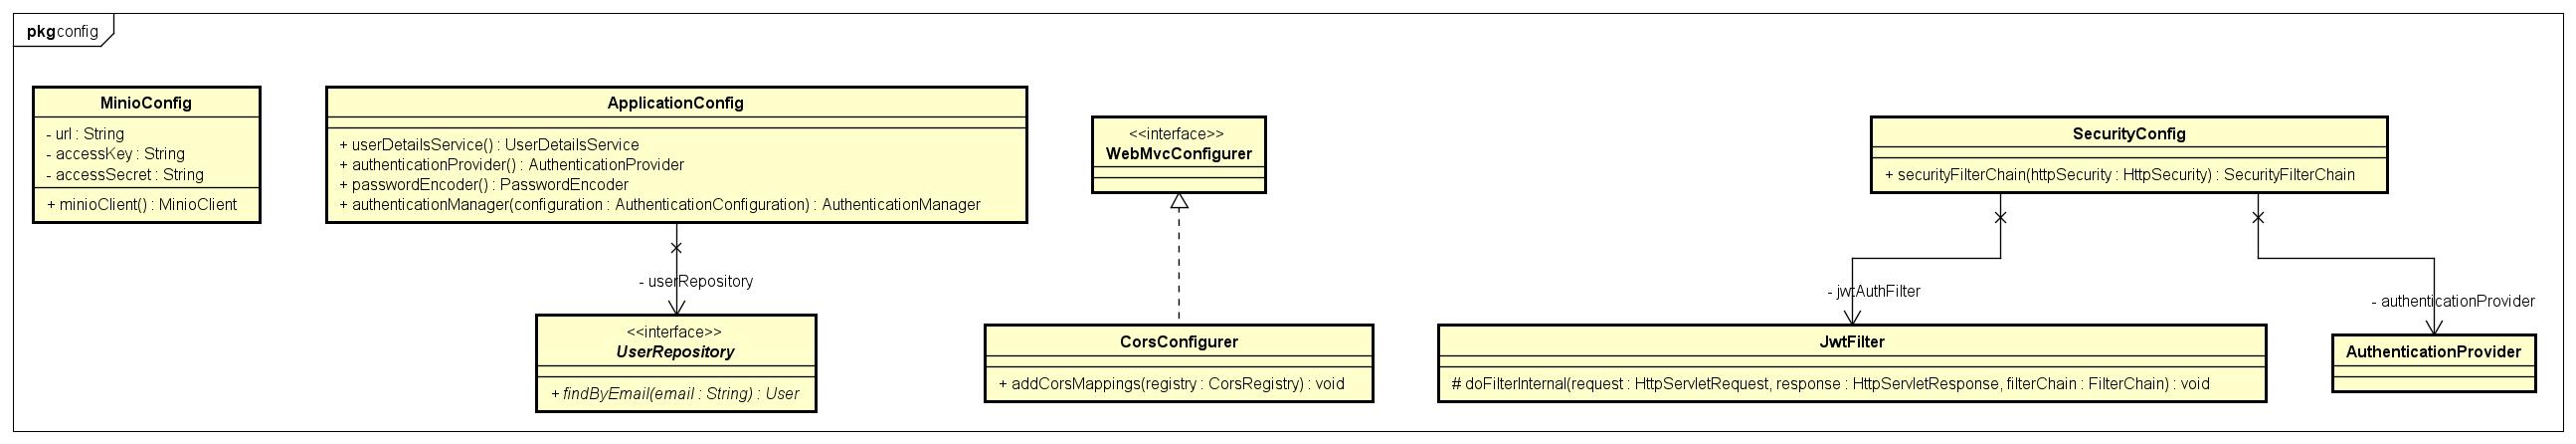 pkg config
MinioConfig
- url : String
- accessKey : String
- accessSecret : String
+ minioClient() : MinioClient
ApplicationConfig
+ userDetailsService() : UserDetailsService
+ authenticationProvider() : AuthenticationProvider
+ passwordEncoder() : PasswordEncoder
+ authenticationManager(configuration : AuthenticationConfiguration) : AuthenticationManager
- userRepository
<<interface>>
UserRepository
+ findByEmail(email : String) : User
<<interface>>
WebMvcConfigurer
CorsConfigurer
+ addCorsMappings(registry : CorsRegistry) : void
SecurityConfig
+ securityFilterChain(httpSecurity : HttpSecurity) : SecurityFilterChain
- jwtAuthFilter
- authenticationProvider
JwtFilter
# doFilterInternal(request : HttpServletRequest, response : HttpServletResponse, filterChain : FilterChain) : void
AuthenticationProvider